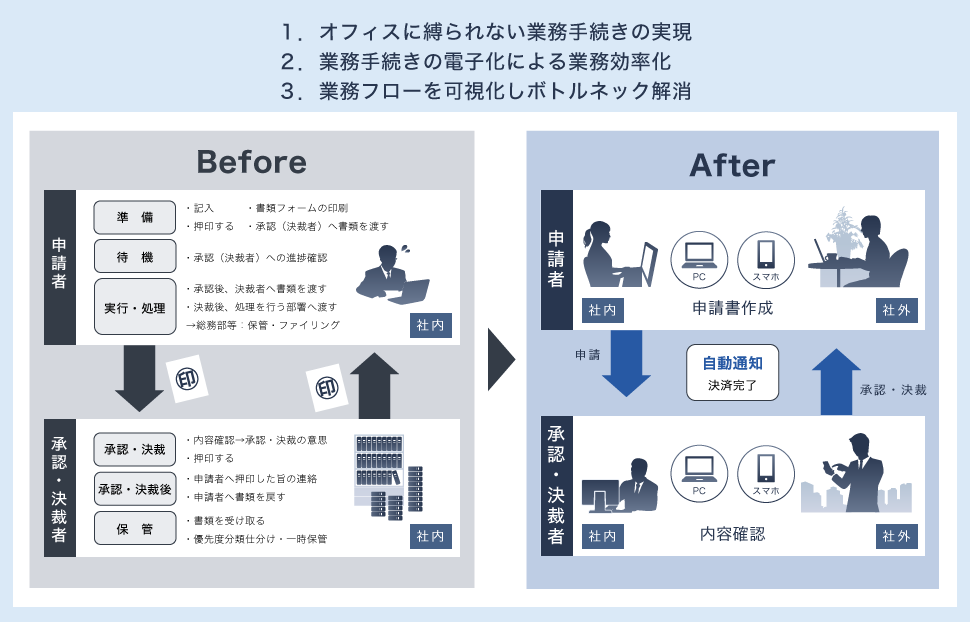 1．オフィスに縛られない業務手続きの実現
2．業務手続きの電子化による業務効率化
3．業務フローを可視化しボトルネック解消
Before
申請者
準　備
・記入　　・書類フォームの印刷
・押印する　・承認（決裁者）へ書類を渡す
待　機
・承認（決裁者）への進捗確認
実行・処理
・承認後、決裁者へ書類を渡す
・決裁後、処理を行う部署へ渡す
→総務部等：保管・ファイリング
社内
印
印
承認・決裁者
承認・決裁
・内容確認→承認・決裁の意思
・押印する
承認・決裁後
・申請者へ押印した旨の連絡
・申請者へ書類を戻す
保　管
・書類を受け取る
・優先度分類仕分け・一時保管
社内
After
申請者
PC
スマホ
社内
申請書作成
社外
申請
自動通知
決済完了
承認・決裁
承認・決裁者
PC
スマホ
社内
内容確認
社外